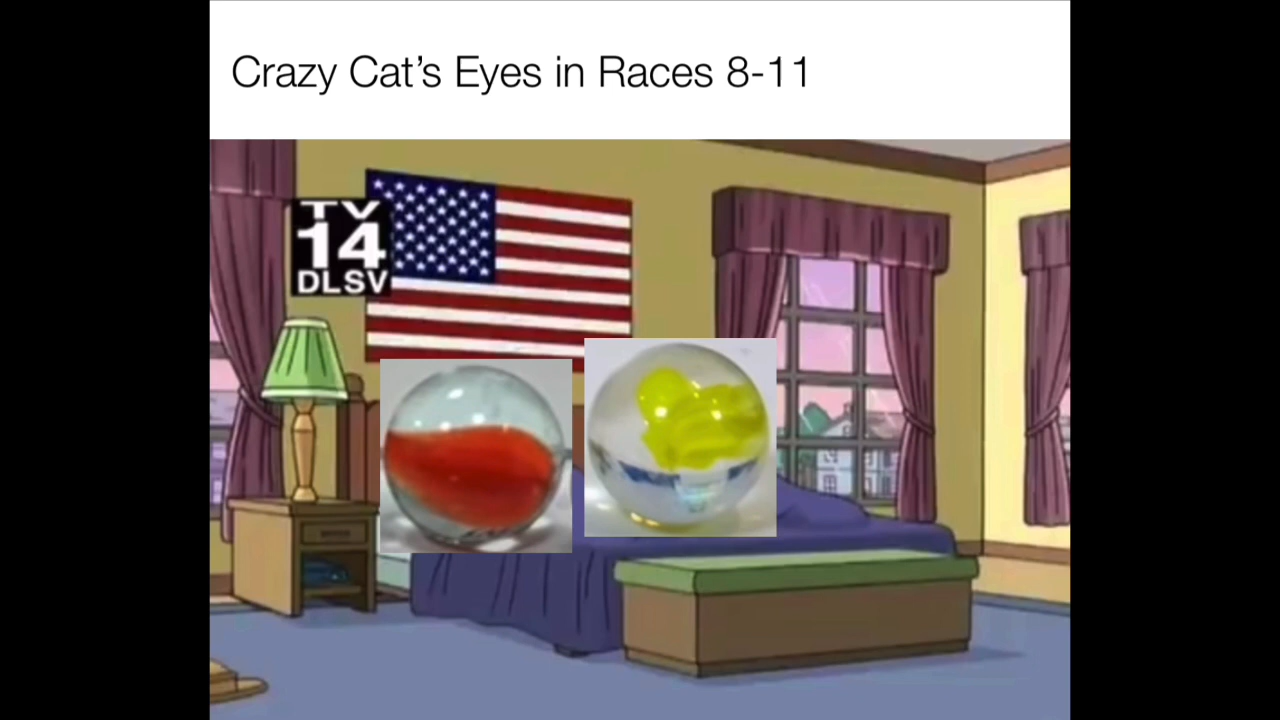 Crazy Cat’s Eyes in Races 8-11
TV
14
DLSV